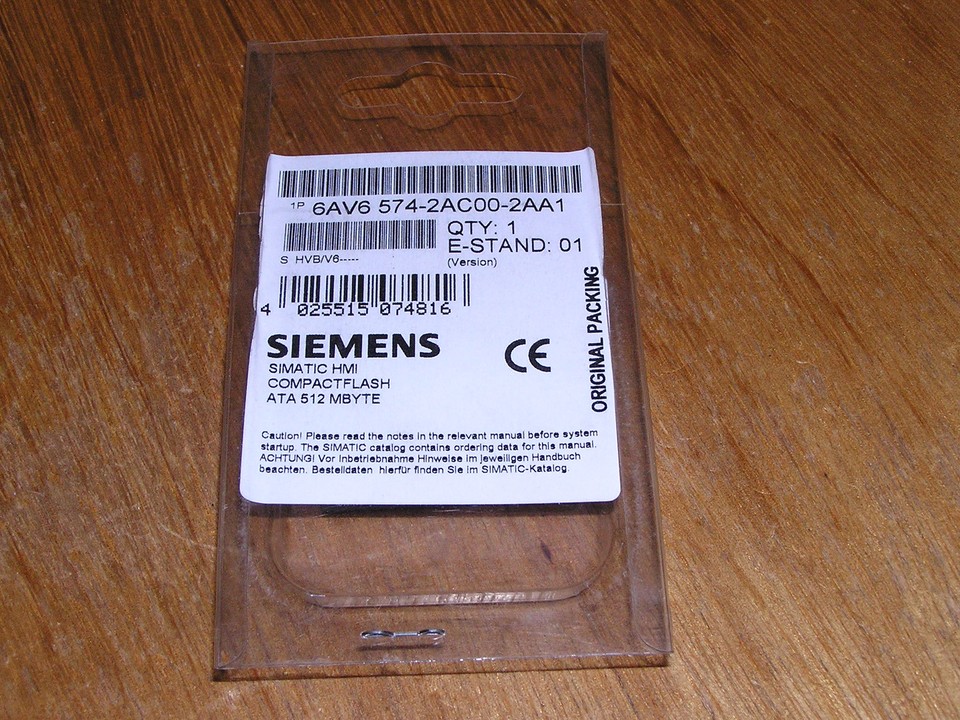 1P 6AV6 574-2AC00-2AA1
QTY: 1
S HVB/V6-----
E-STAND: 01
(Version)
4 025515 074816
SIEMENS
CE
SIMATIC HMI
COMPACTFLASH
ATA 512 MBYTE
ORIGINAL PACKING
Caution! Please read the notes in the relevant manual before system
startup. The SIMATIC catalog contains ordering data for this manual.
ACHTUNG! Vor Inbetriebnahme Hinweise im jeweiligen Handbuch
beachten. Bestelldaten hierfür finden Sie im SIMATIC-Katalog.